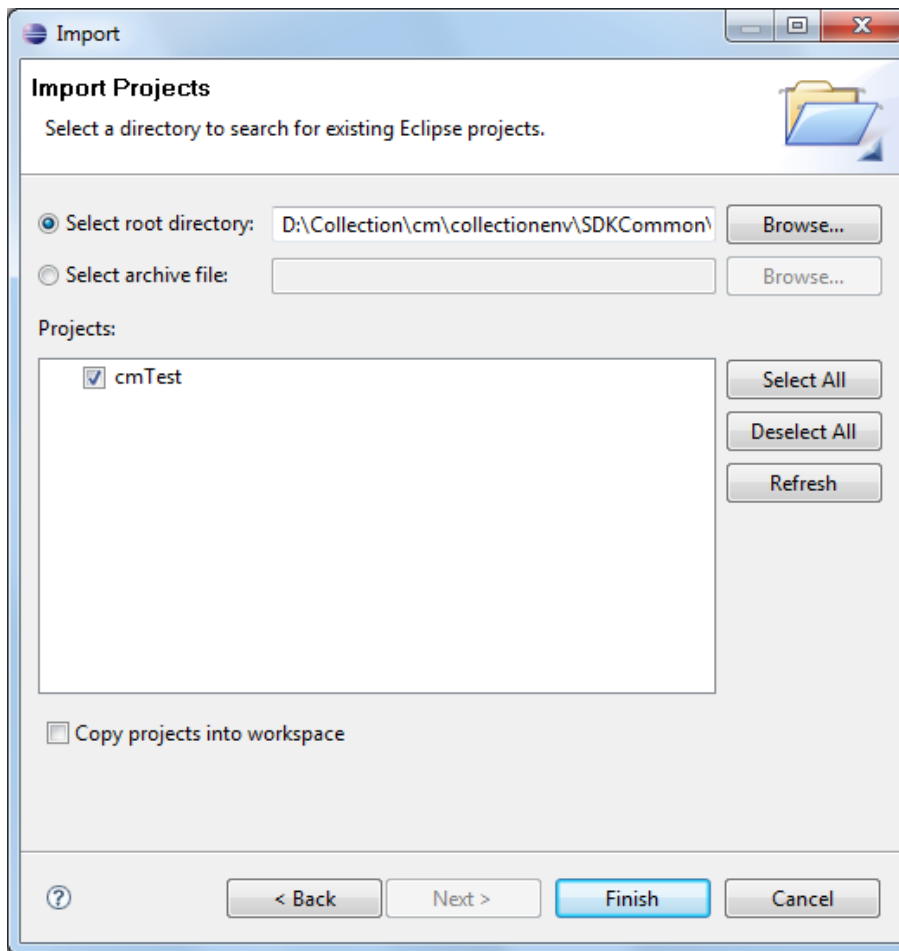 Import
Import Projects
Select a directory to search for existing Eclipse projects.
Select root directory: D:\Collection\cm\collectionenv\SDKCommon\ Browse...
Select archive file: Browse...
Projects:
cmTest
Select All
Deselect All
Refresh
Copy projects into workspace
? < Back Next > Finish Cancel